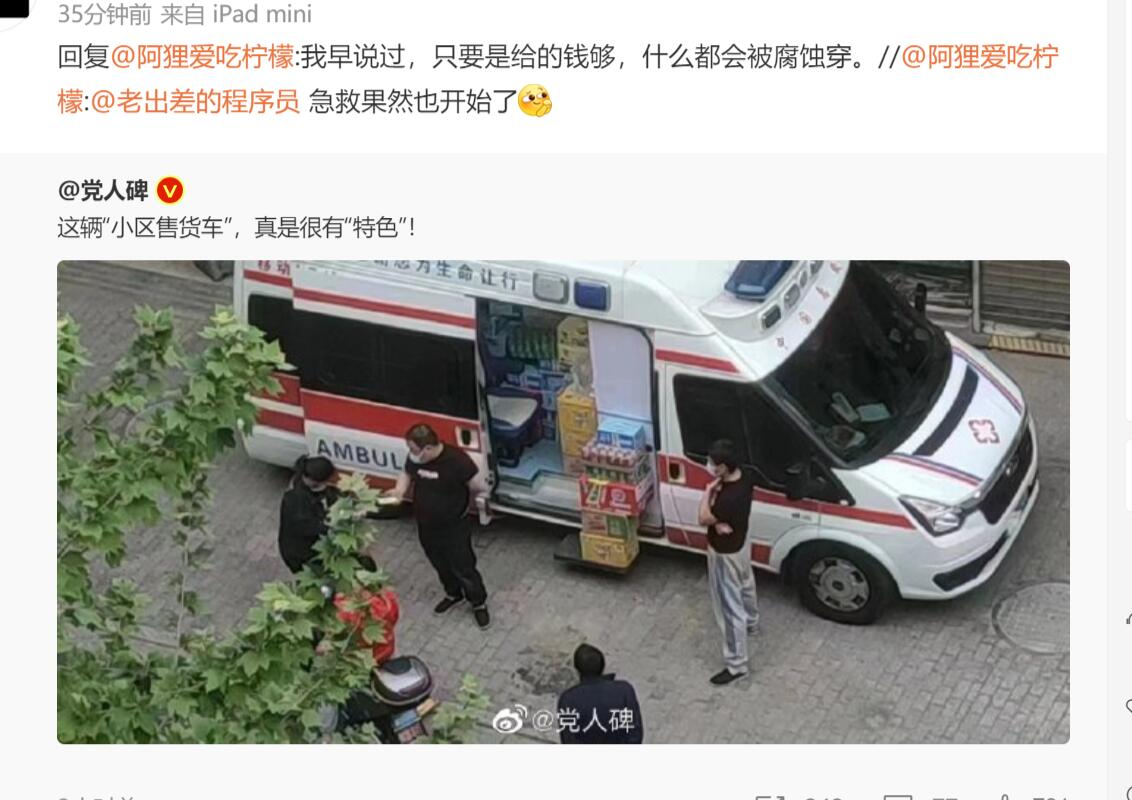 35分钟前 来自 iPad mini
回复@阿狸爱吃柠檬:我早说过，只要是给的钱够，什么都会被腐蚀穿。//@阿狸爱吃柠
檬:@老出差的程序员 急救果然也开始了
@党人碑
这辆“小区售货车”，真是很有“特色”！
移动
为生命让行
AMBUL
@党人碑